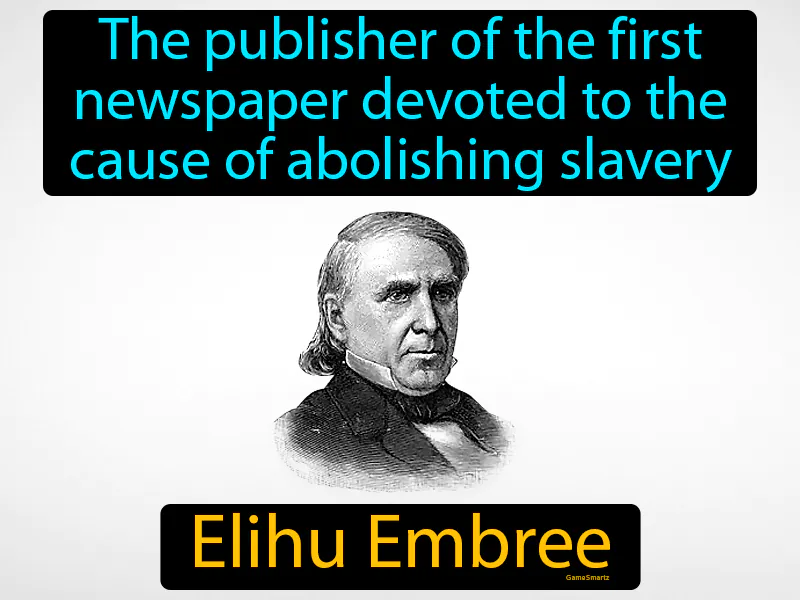 The publisher of the first
newspaper devoted to the
cause of abolishing slavery
Elihu Embree
GameSmartz